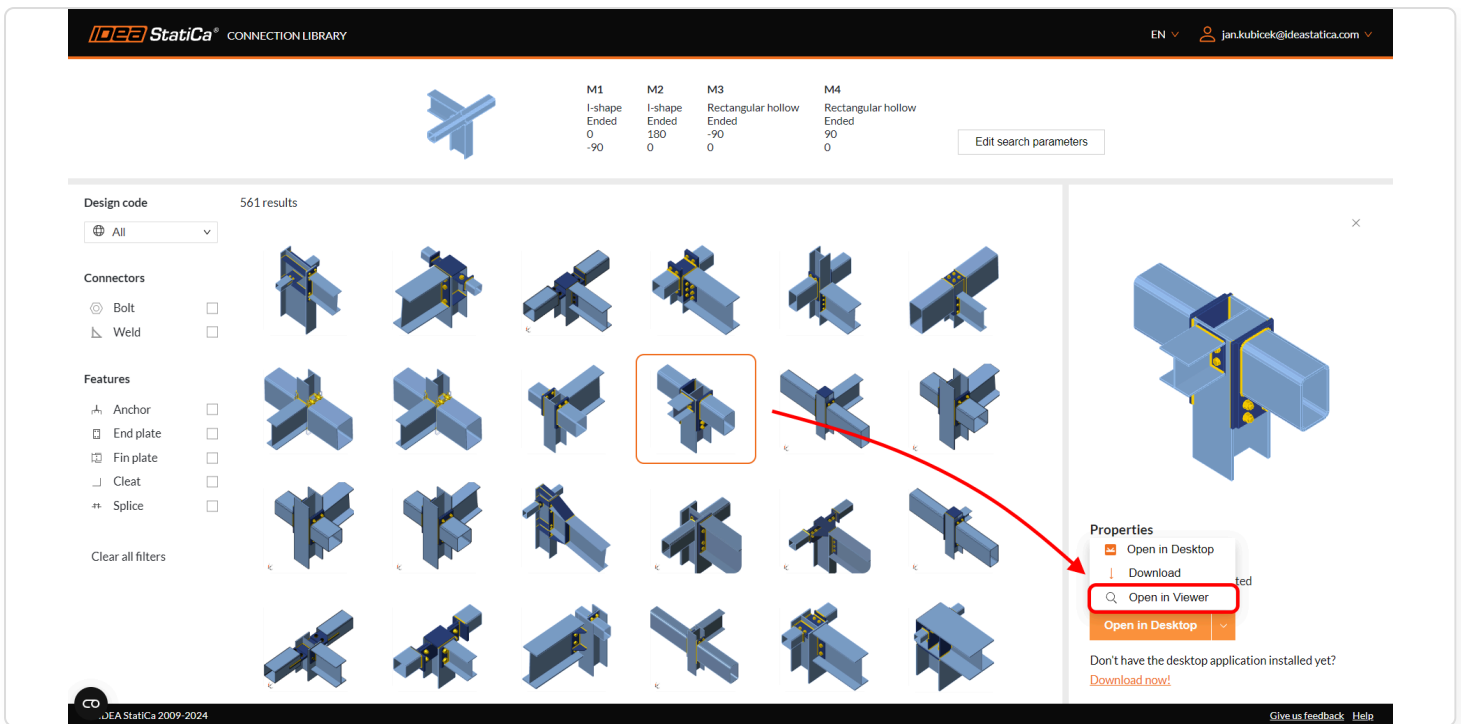 IDEA StatiCa® CONNECTION LIBRARY
EN
jan.kubicek@ideastatica.com
M1 M2 M3 M4
I-shape I-shape Rectangular hollow Rectangular hollow
Ended Ended Ended Ended
0 180 -90 90
-90 0 0 0
Edit search parameters
Design code
561 results
All
Connectors
Bolt
Weld
Features
Anchor
End plate
Fin plate
Cleat
Splice
Clear all filters
Properties
Open in Desktop
Download
ted
Open in Viewer
Open in Desktop
Don't have the desktop application installed yet?
Download now!
IDEA StatiCa 2009-2024
Give us feedback Help